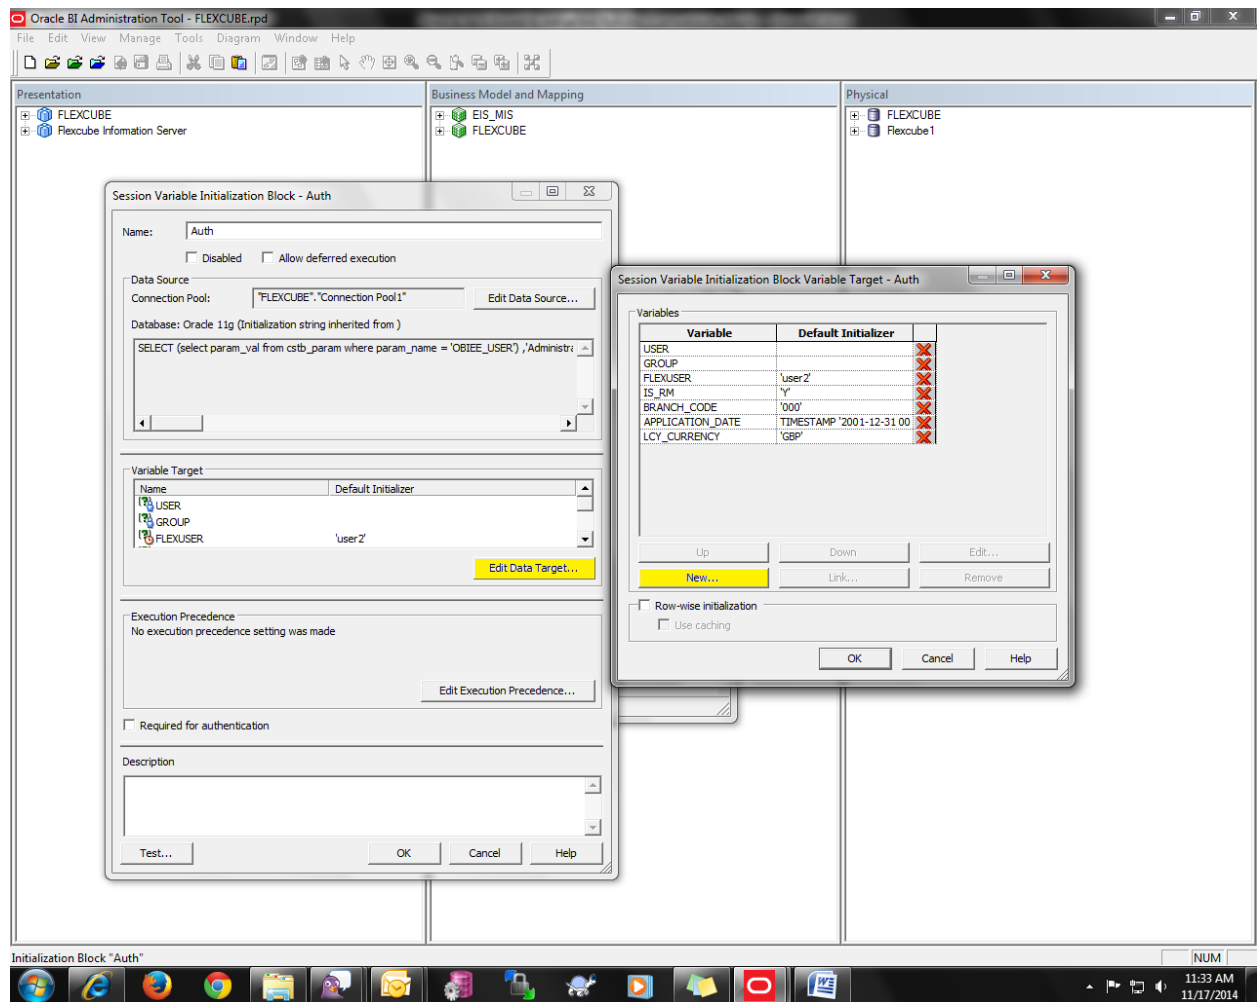 Oracle BI Administration Tool - FLEXCUBE.rpd
File Edit View Manage Tools Diagram Window Help
Presentation
FLEXCUBE
Flexcube Information Server
Business Model and Mapping
EIS_MIS
FLEXCUBE
Physical
FLEXCUBE
Flexcube1
Session Variable Initialization Block - Auth
Name: Auth
Disabled Allow deferred execution
Data Source
Connection Pool: "FLEXCUBE"."Connection Pool1" Edit Data Source...
Database: Oracle 11g (Initialization string inherited from )
SELECT (select param_val from cstb_param where param_name = 'OBIEE_USER') ,'Administra
Variable Target
Name Default Initializer
USER
GROUP
FLEXUSER 'user2'
Edit Data Target...
Execution Precedence
No execution precedence setting was made
Edit Execution Precedence...
Required for authentication
Description
Test... OK Cancel Help
Session Variable Initialization Block Variable Target - Auth
Variables
Variable Default Initializer
USER
GROUP
FLEXUSER 'user2'
IS_RM 'Y'
BRANCH_CODE '000'
APPLICATION_DATE TIMESTAMP '2001-12-31 00
LCY_CURRENCY 'GBP'
Up Down Edit...
New... Link... Remove
Row-wise initialization
Use caching
OK Cancel Help
Initialization Block "Auth"
NUM
11:33 AM
11/17/2014